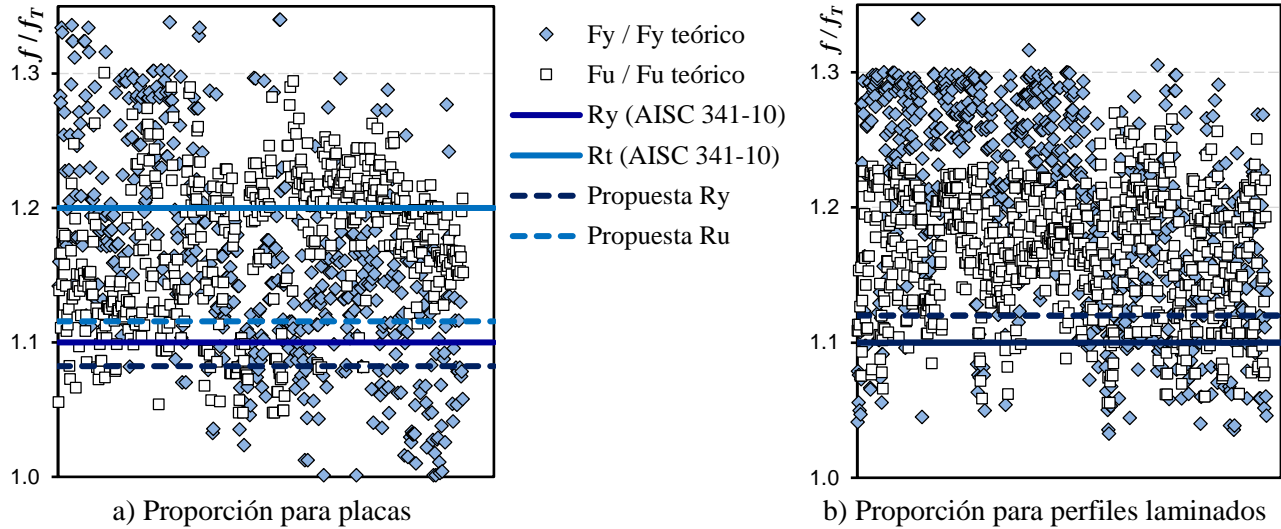 f / fT
1.3
1.2
1.1
1.0
a) Proporción para placas
Fy / Fy teórico
Fu / Fu teórico
Ry (AISC 341-10)
Rt (AISC 341-10)
Propuesta Ry
Propuesta Ru
f / fT
1.3
1.2
1.1
1.0
b) Proporción para perfiles laminados